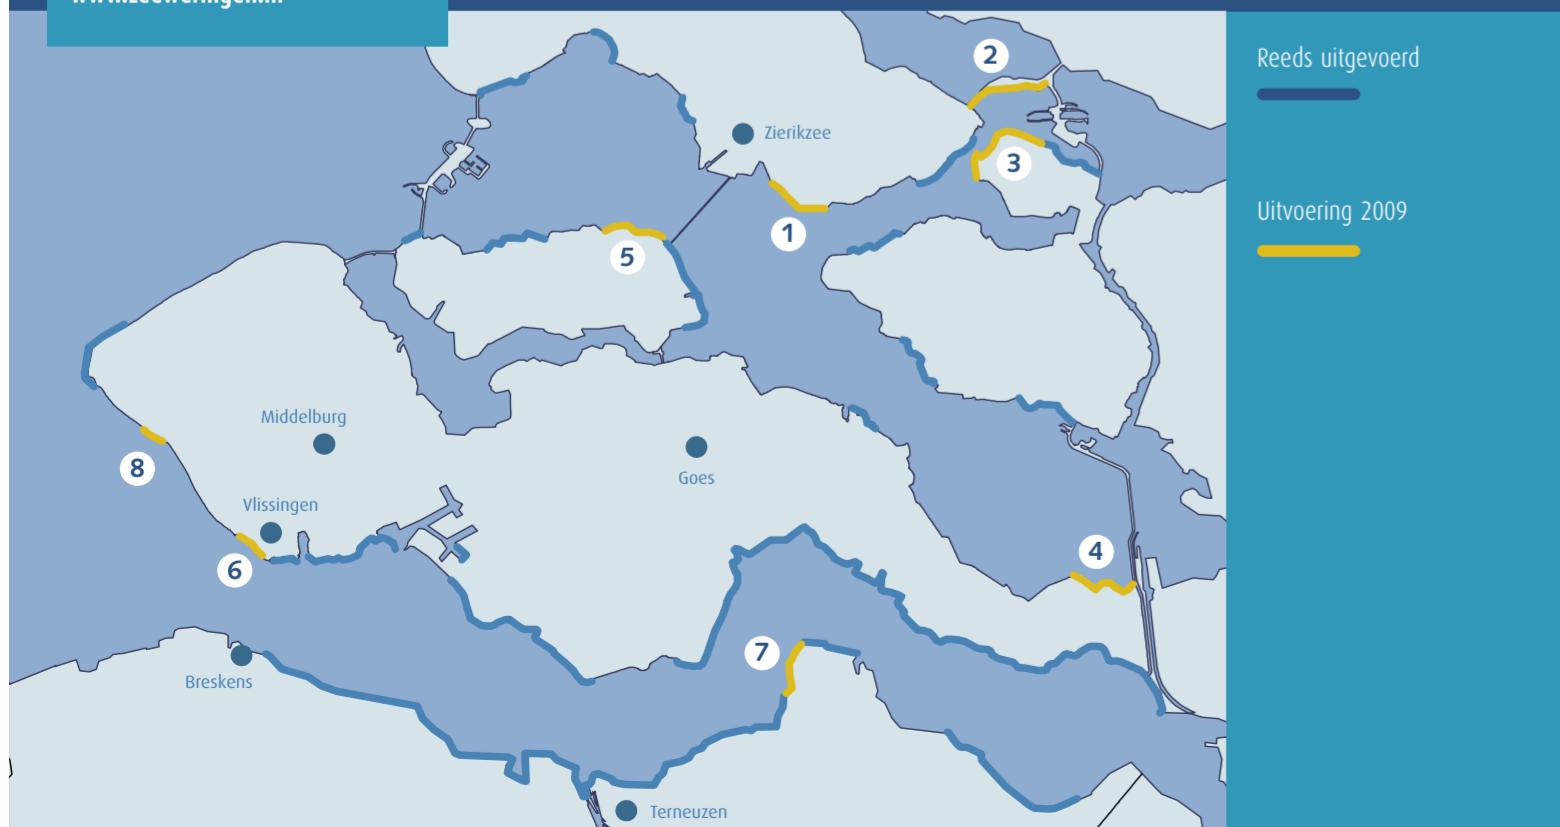 Reeds uitgevoerd
Uitvoering 2009
2
Zierikzee
3
1
5
Middelburg
8
Goes
Vlissingen
6
4
7
Breskens
Terneuzen